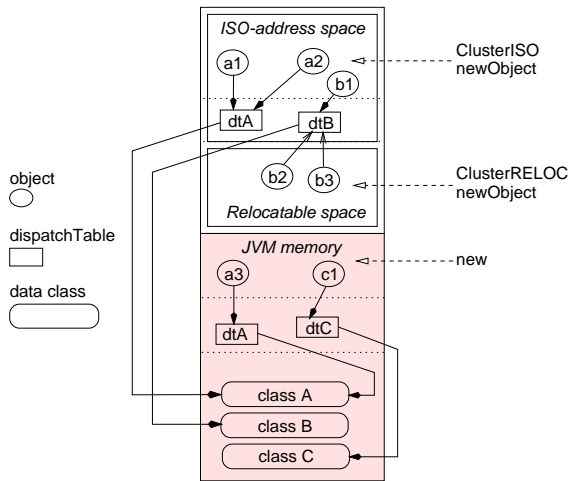 ISO-address space
ClusterISO
newObject
a1
a2
b1
dtA
dtB
object
b2
b3
ClusterRELOC
newObject
Relocatable space
dispatchTable
JVM memory
new
a3
c1
data class
dtA
dtC
class A
class B
class C